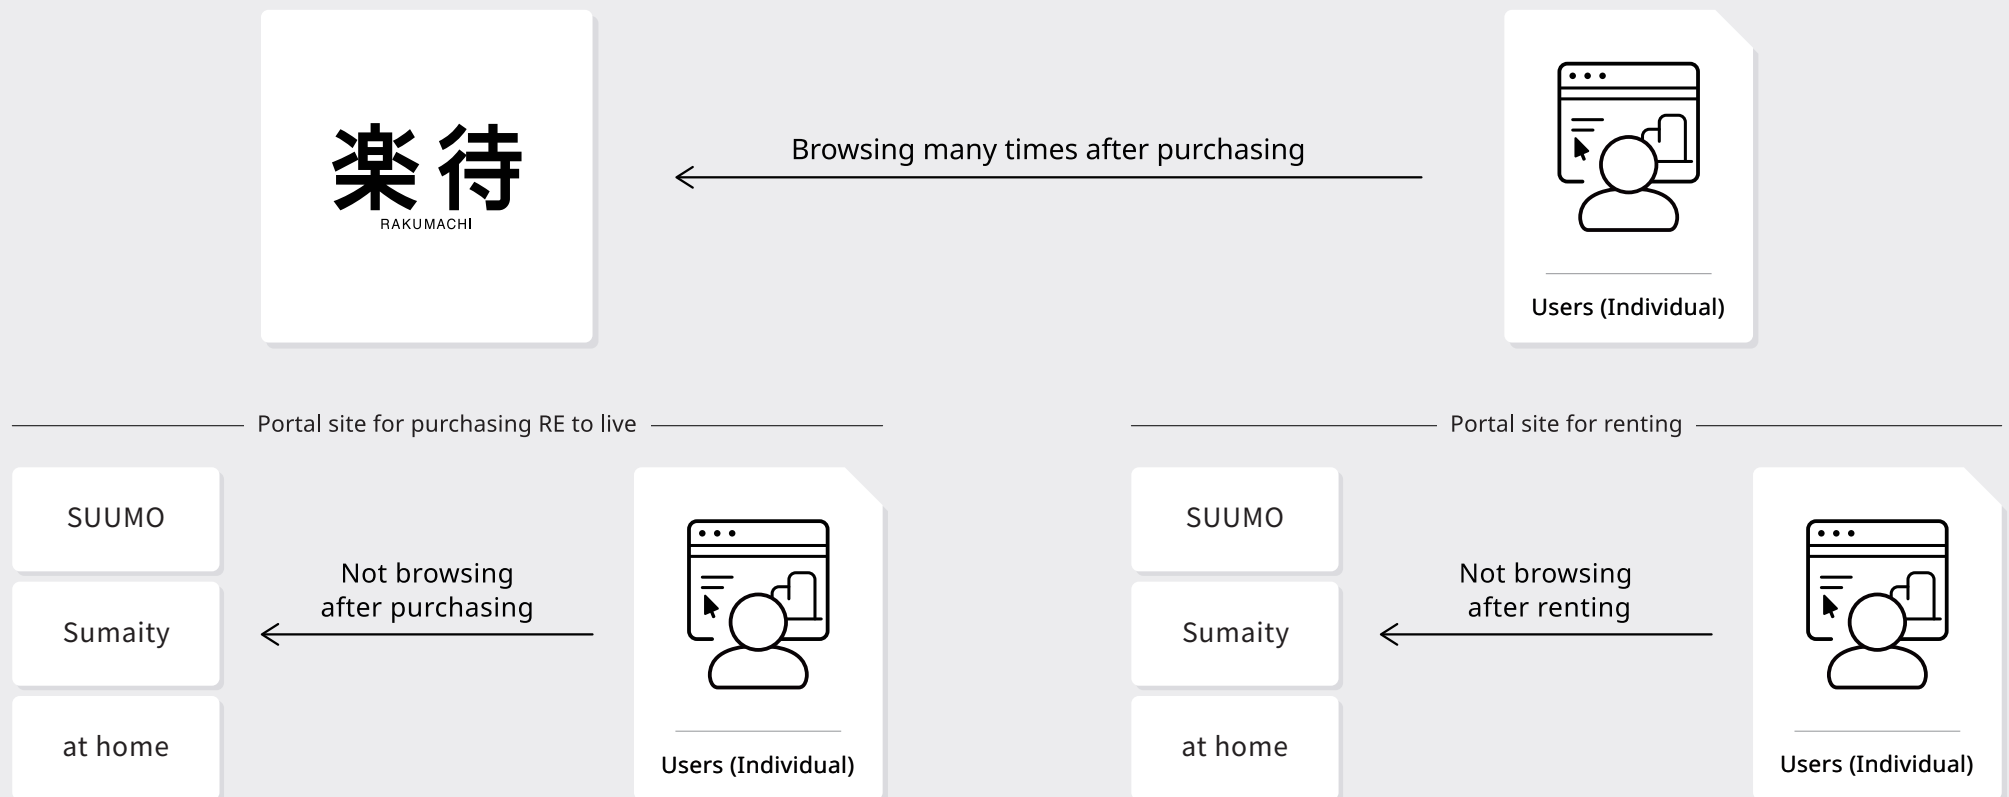 楽待
RAKUMACHI
Browsing many times after purchasing
Users (Individual)
Portal site for purchasing RE to live
SUUMO
Sumaity
at home
Not browsing
after purchasing
Users (Individual)
Portal site for renting
SUUMO
Sumaity
at home
Not browsing
after renting
Users (Individual)